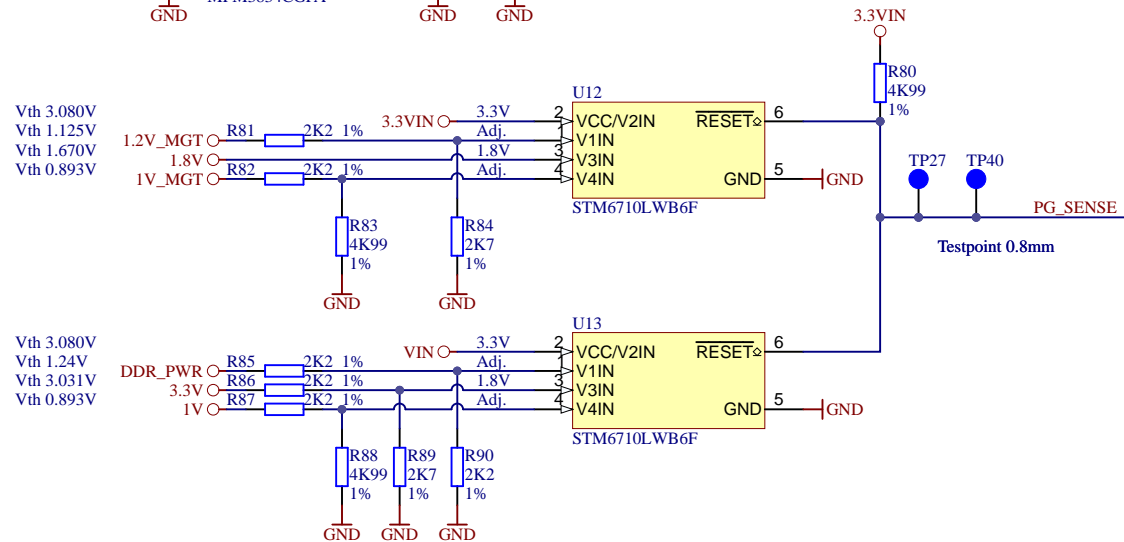 GND
GND
GND
3.3VIN
R80
4K99
1%
U12
Vth 3.080V
Vth 1.125V
Vth 1.670V
Vth 0.893V
3.3VIN
3.3V
2
VCC/V2IN
RESET
6
1.2V_MGT
R81
2K2 1%
Adj.
1
V1IN
1.8V
1.8V
3
V3IN
1V_MGT
R82
2K2 1%
Adj.
4
V4IN
GND
5
GND
STM6710LWB6F
TP27
TP40
PG_SENSE
Testpoint 0.8mm
R83
4K99
1%
R84
2K7
1%
GND
GND
U13
Vth 3.080V
Vth 1.24V
Vth 3.031V
Vth 0.893V
VIN
3.3V
2
VCC/V2IN
RESET
6
DDR_PWR
R85
2K2 1%
Adj.
1
V1IN
3.3V
R86
2K2 1%
1.8V
3
V3IN
1V
R87
2K2 1%
Adj.
4
V4IN
GND
5
GND
STM6710LWB6F
R88
4K99
1%
R89
2K7
1%
R90
2K2
1%
GND
GND
GND